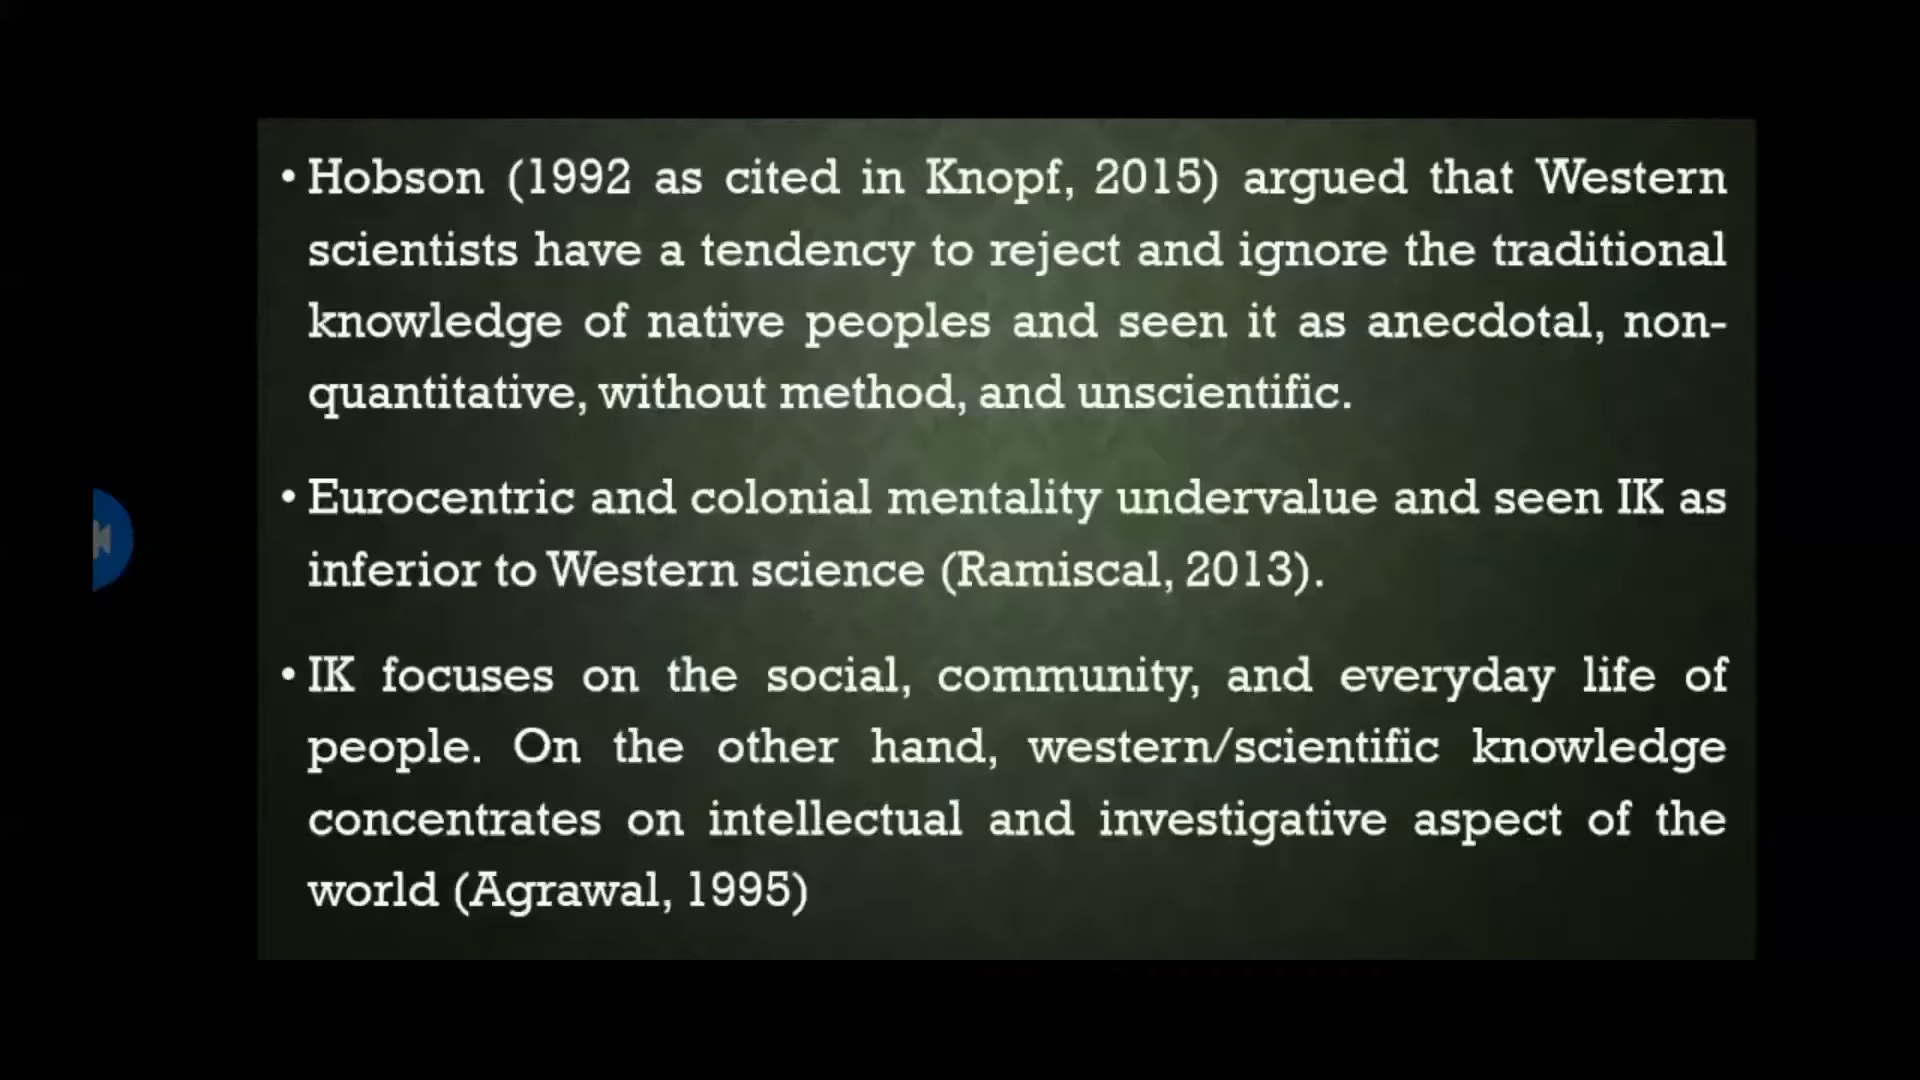 • Hobson (1992 as cited in Knopf, 2015) argued that Western
scientists have a tendency to reject and ignore the traditional
knowledge of native peoples and seen it as anecdotal, non-
quantitative, without method, and unscientific.
• Eurocentric and colonial mentality undervalue and seen IK as
inferior to Western science (Ramiscal, 2013).
• IK focuses on the social, community, and everyday life of
people. On the other hand, western/scientific knowledge
concentrates on intellectual and investigative aspect of the
world (Agrawal, 1995)